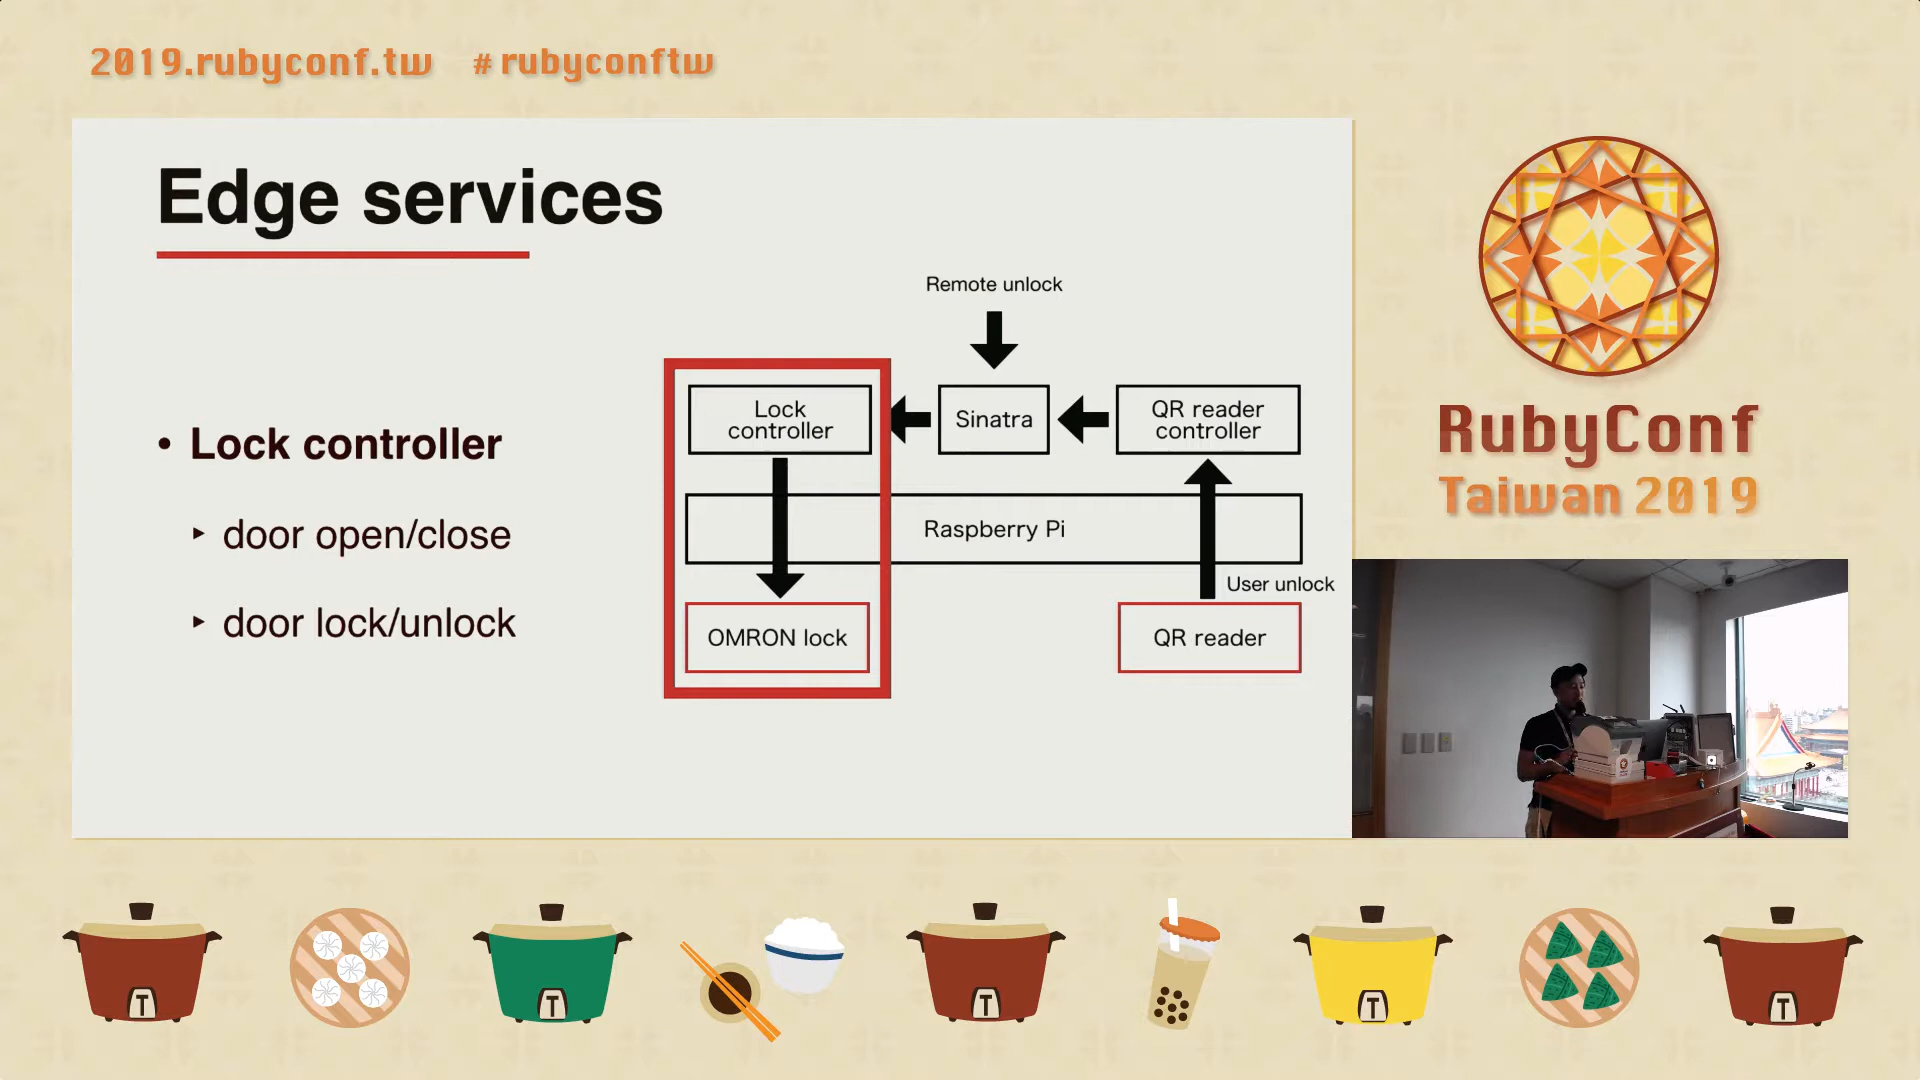 2019.rubyconf.tw #rubyconftw
Edge services
• Lock controller
‣ door open/close
‣ door lock/unlock
Remote unlock
Lock
controller
Sinatra
QR reader
controller
Raspberry Pi
User unlock
OMRON lock
QR reader
RubyConf
Taiwan 2019
T
T
T
T
T